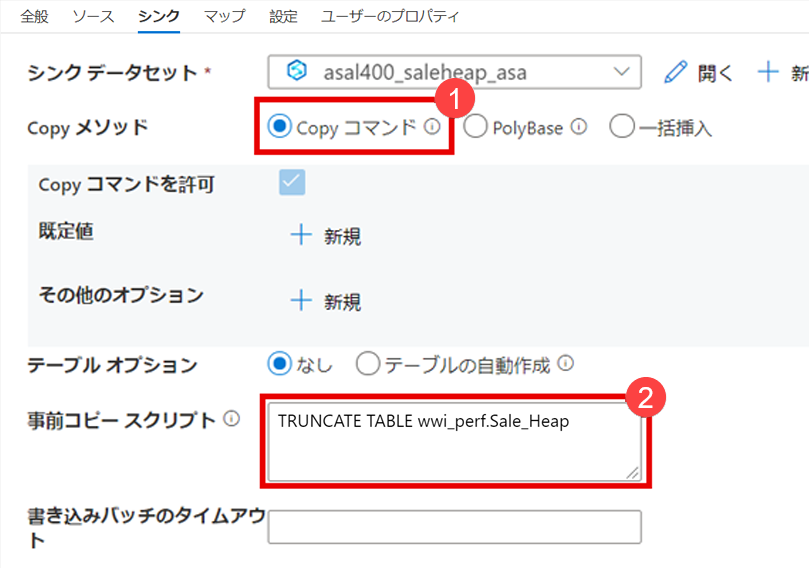 全般 ソース シンク マップ 設定 ユーザーのプロパティ
シンク データセット * asal400_saleheap_asa 開く 新
1
Copy メソッド Copy コマンド PolyBase 一括挿入
Copy コマンドを許可
既定値 新規
その他のオプション 新規
テーブル オプション なし テーブルの自動作成
2
事前コピー スクリプト TRUNCATE TABLE wwi_perf.Sale_Heap
書き込みバッチのタイムアウ
ト